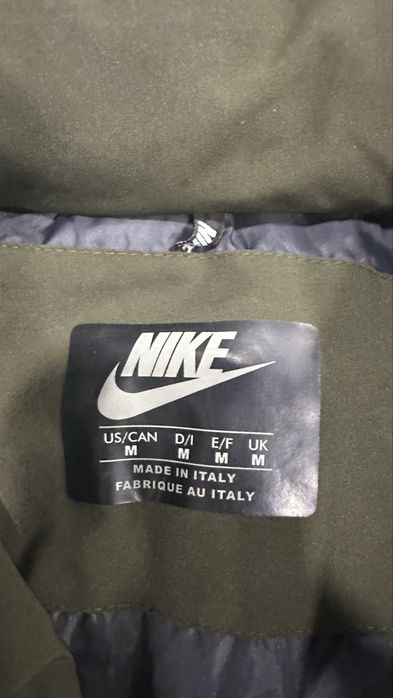 NIKE
US/CAN D/I E/F UK
M M M M
MADE IN ITALY
FABRIQUE AU ITALY